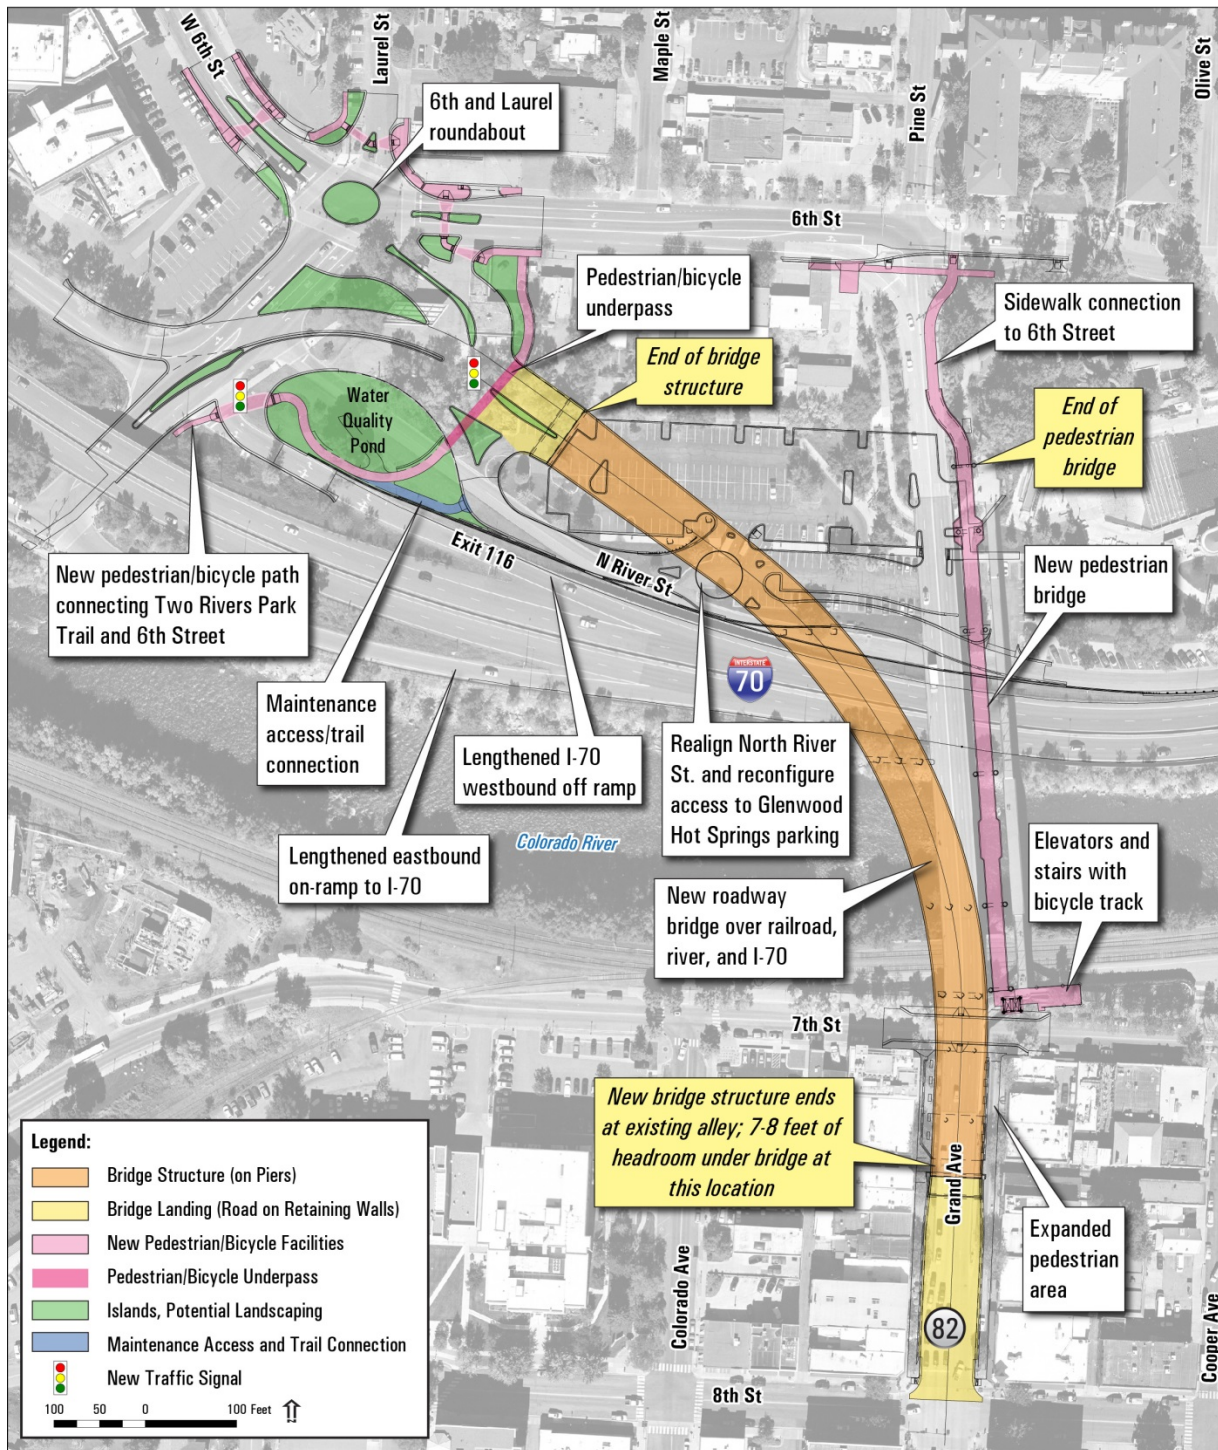 W 6th St
Laurel St
Maple St
Pine St
Olive St
6th and Laurel
roundabout
6th St
Pedestrian/bicycle
underpass
Sidewalk connection
to 6th Street
End of bridge
structure
End of
pedestrian
bridge
Water
Quality
Pond
Exit 116
N River St
New pedestrian/bicycle path
connecting Two Rivers Park
Trail and 6th Street
New pedestrian
bridge
INTERSTATE
70
Maintenance
access/trail
connection
Lengthened I-70
westbound off ramp
Realign North River
St. and reconfigure
access to Glenwood
Hot Springs parking
Colorado River
Lengthened eastbound
on-ramp to I-70
Elevators and
stairs with
bicycle track
New roadway
bridge over railroad,
river, and I-70
7th St
New bridge structure ends
at existing alley; 7-8 feet of
headroom under bridge at
this location
Grand Ave
Expanded
pedestrian
area
Colorado Ave
Cooper Ave
82
8th St
Legend:
Bridge Structure (on Piers)
Bridge Landing (Road on Retaining Walls)
New Pedestrian/Bicycle Facilities
Pedestrian/Bicycle Underpass
Islands, Potential Landscaping
Maintenance Access and Trail Connection
New Traffic Signal
100 50 0 100 Feet